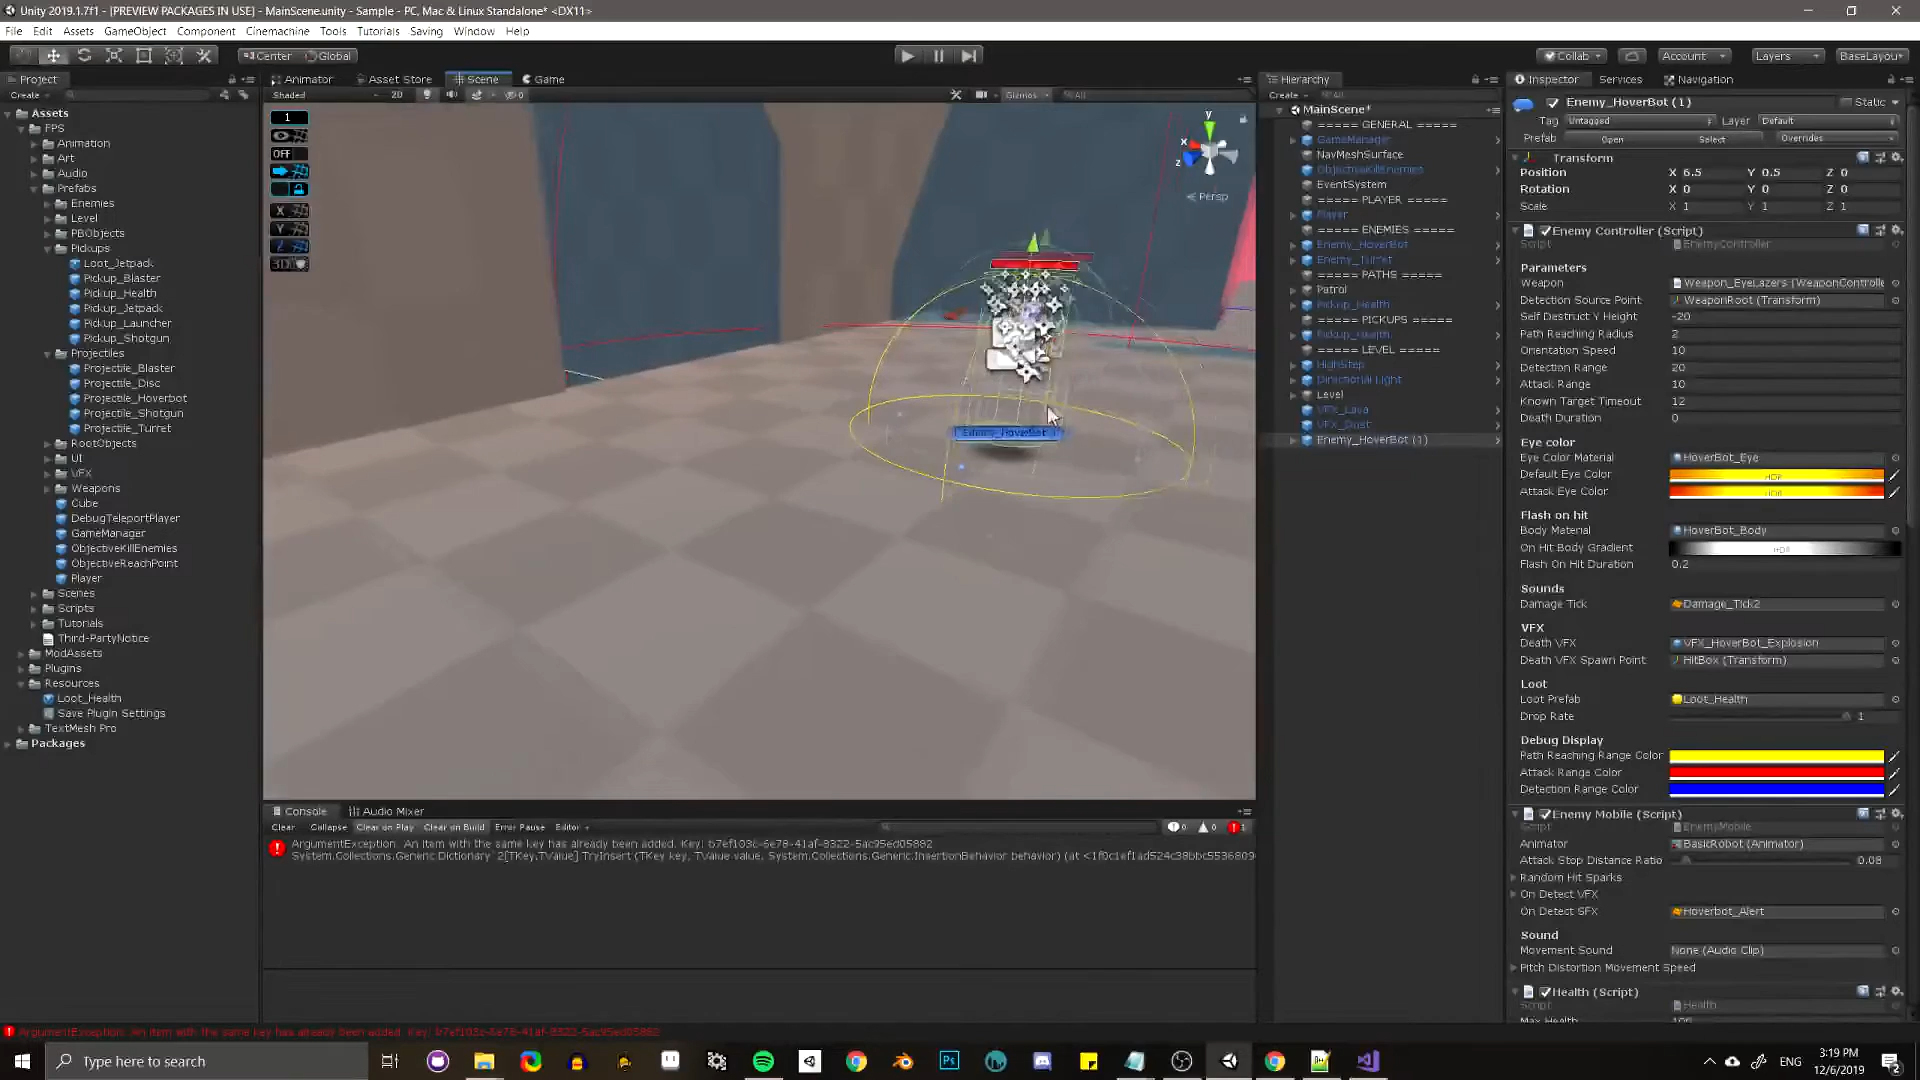 Unity 2019.1.7f1 - [PREVIEW PACKAGES IN USE] - MainScene.unity - Sample - PC, Mac & Linux Standalone* <DX11>
File Edit Assets GameObject Component Cinemachine Tools Tutorials Saving Window Help
Center Global Collab Account Layers BaseLayou
Project
Create
Assets
FPS
Animation
Art
Audio
Prefabs
Enemies
Level
PBObjects
Pickups
Loot_Jetpack
Pickup_Blaster
Pickup_Health
Pickup_Jetpack
Pickup_Launcher
Pickup_Shotgun
Projectiles
Projectile_Blaster
Projectile_Disc
Projectile_Hoverbot
Projectile_Shotgun
Projectile_Turret
RootObjects
UI
VFX
Weapons
Cube
DebugTeleportPlayer
GameManager
ObjectiveKillEnemies
ObjectiveReachPoint
Player
Scenes
Scripts
Tutorials
Third-PartyNotice
ModAssets
Plugins
Resources
Loot_Health
Save Plugin Settings
TextMesh Pro
Packages
Animator Asset Store Scene Game
Shaded 2D 0 Gizmos All
1
OFF
X
Y
Z
3D
y
x
z
Persp
Enemy_HoverBot
Console Audio Mixer
Clear Collapse Clear on Play Clear on Build Error Pause Editor 0 0 1
ArgumentException: An item with the same key has already been added. Key: b7ef103c-6e78-41af-8322-5ac95ed05882
System.Collections.Generic.Dictionary`2[TKey,TValue].TryInsert (TKey key, TValue value, System.Collections.Generic.InsertionBehavior behavior) (at <1f0c1ef1ad524c38bbc5536809
Hierarchy
Create All
MainScene*
===== GENERAL =====
GameManager
NavMeshSurface
ObjectiveKillEnemies
EventSystem
===== PLAYER =====
Player
===== ENEMIES =====
Enemy_HoverBot
Enemy_Turret
===== PATHS =====
Patrol
Pickup_Health
===== PICKUPS =====
Pickup_Health
===== LEVEL =====
HighStep
Directional Light
Level
VFX_Lava
VFX_Dust
Enemy_HoverBot (1)
Inspector Services Navigation
Enemy_HoverBot (1) Static
Tag Untagged Layer Default
Prefab Open Select Overrides
Transform
Position X 6.5 Y 0.5 Z 0
Rotation X 0 Y 0 Z 0
Scale X 1 Y 1 Z 1
Enemy Controller (Script)
Script EnemyController
Parameters
Weapon Weapon_EyeLazers (WeaponControlle
Detection Source Point WeaponRoot (Transform)
Self Destruct Y Height -20
Path Reaching Radius 2
Orientation Speed 10
Detection Range 20
Attack Range 10
Known Target Timeout 12
Death Duration 0
Eye color
Eye Color Material HoverBot_Eye
Default Eye Color HDR
Attack Eye Color HDR
Flash on hit
Body Material HoverBot_Body
On Hit Body Gradient HDR
Flash On Hit Duration 0.2
Sounds
Damage Tick Damage_Tick2
VFX
Death VFX VFX_HoverBot_Explosion
Death VFX Spawn Point HitBox (Transform)
Loot
Loot Prefab Loot_Health
Drop Rate 1
Debug Display
Path Reaching Range Color
Attack Range Color
Detection Range Color
Enemy Mobile (Script)
Script EnemyMobile
Animator BasicRobot (Animator)
Attack Stop Distance Ratio 0.08
Random Hit Sparks
On Detect VFX
On Detect SFX Hoverbot_Alert
Sound
Movement Sound None (Audio Clip)
Pitch Distortion Movement Speed
Health (Script)
Script Health
Max Health 100
ArgumentException: An item with the same key has already been added. Key: b7ef103c-6e78-41af-8322-5ac95ed05882
Type here to search
ENG
3:19 PM
12/6/2019
2